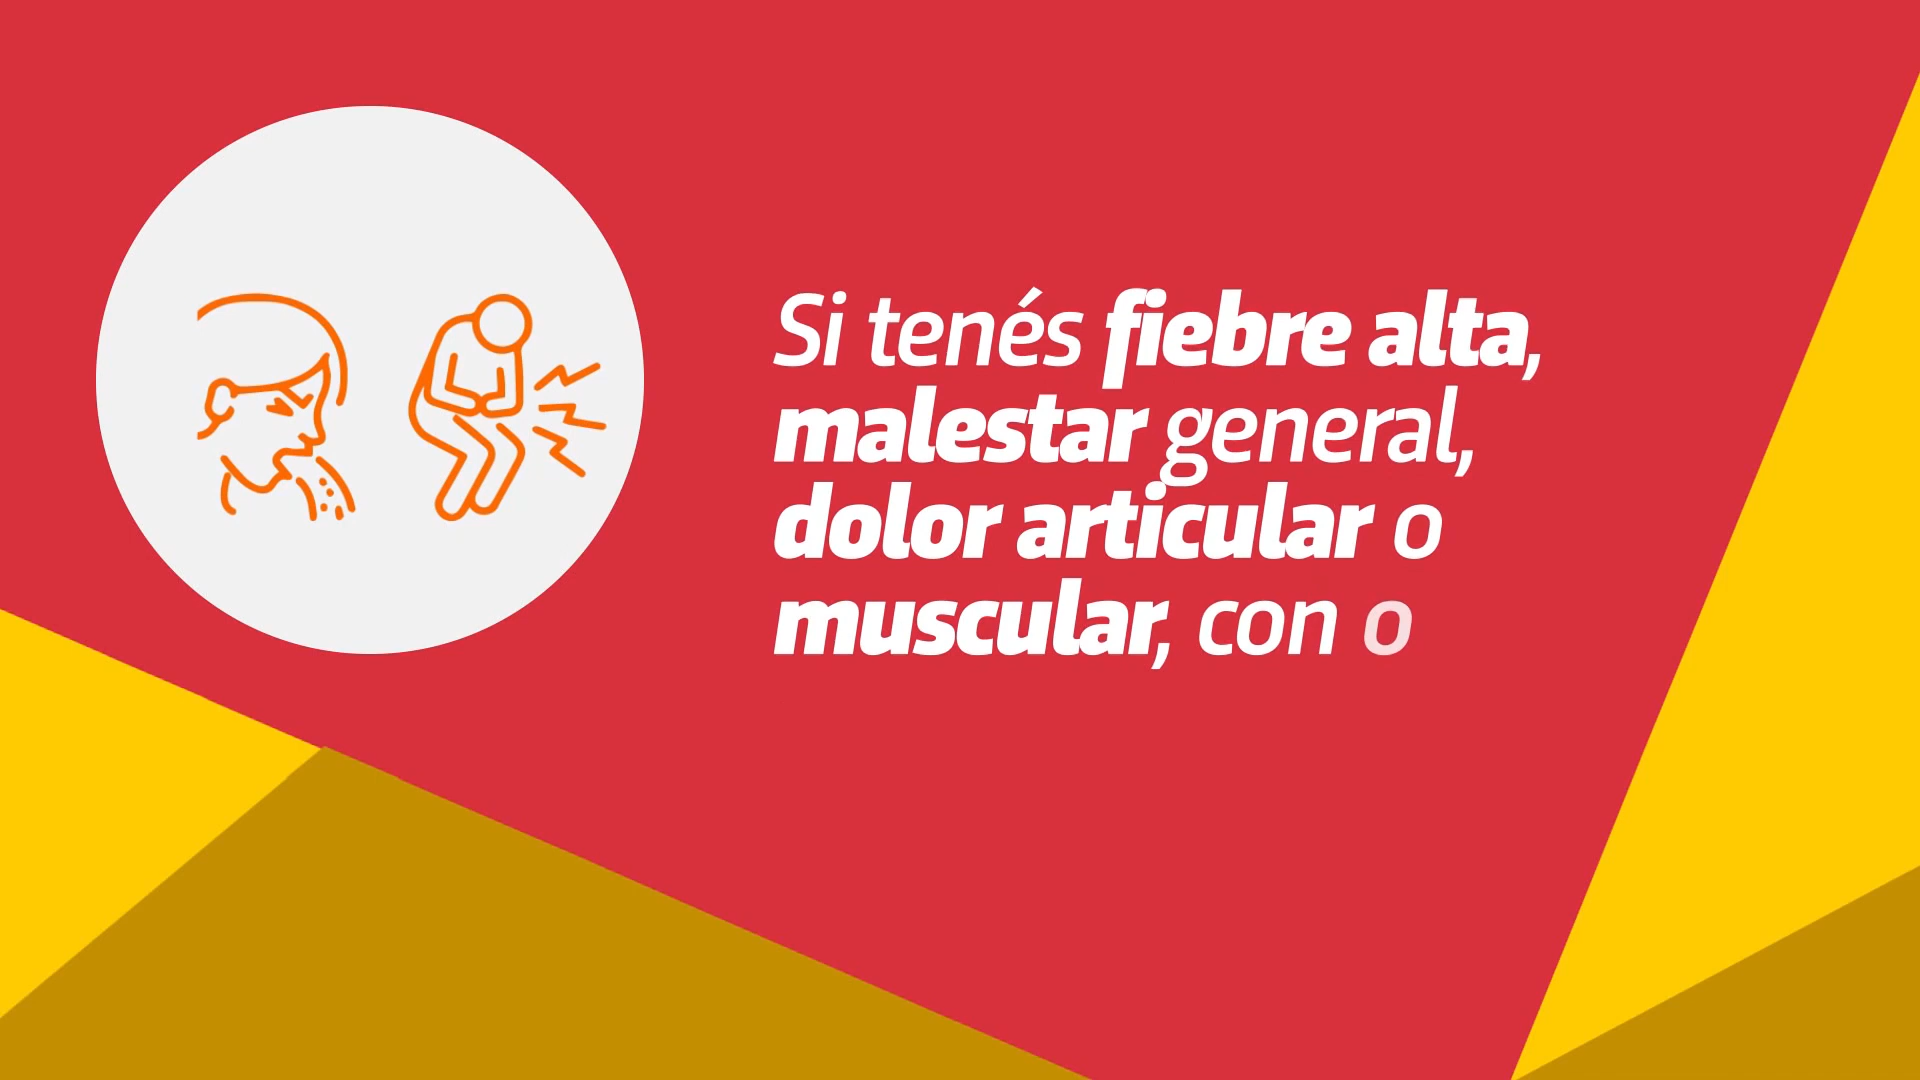 Si tenés fiebre alta,
malestar general,
dolor articular o
muscular, con o